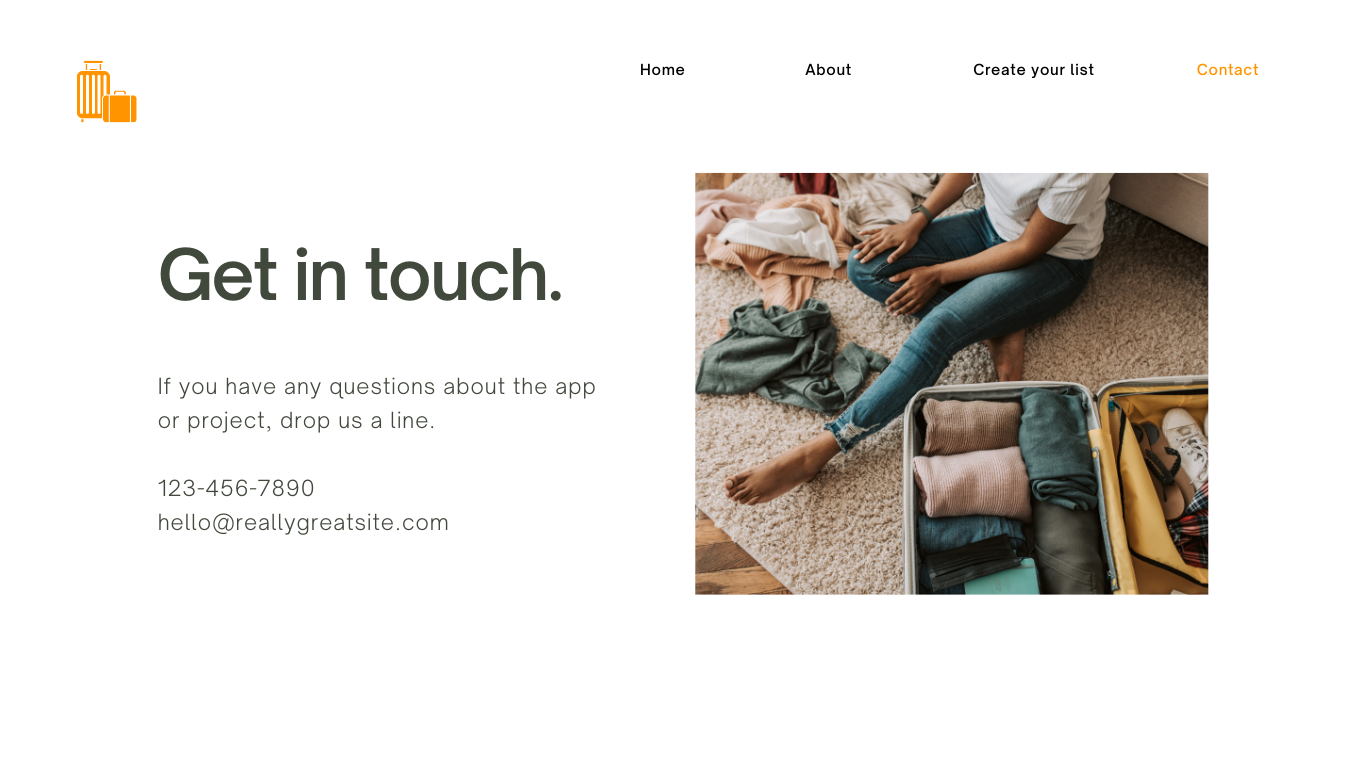 Home
About
Create your list
Contact
Get in touch.
If you have any questions about the app
or project, drop us a line.
123-456-7890
hello@reallygreatsite.com